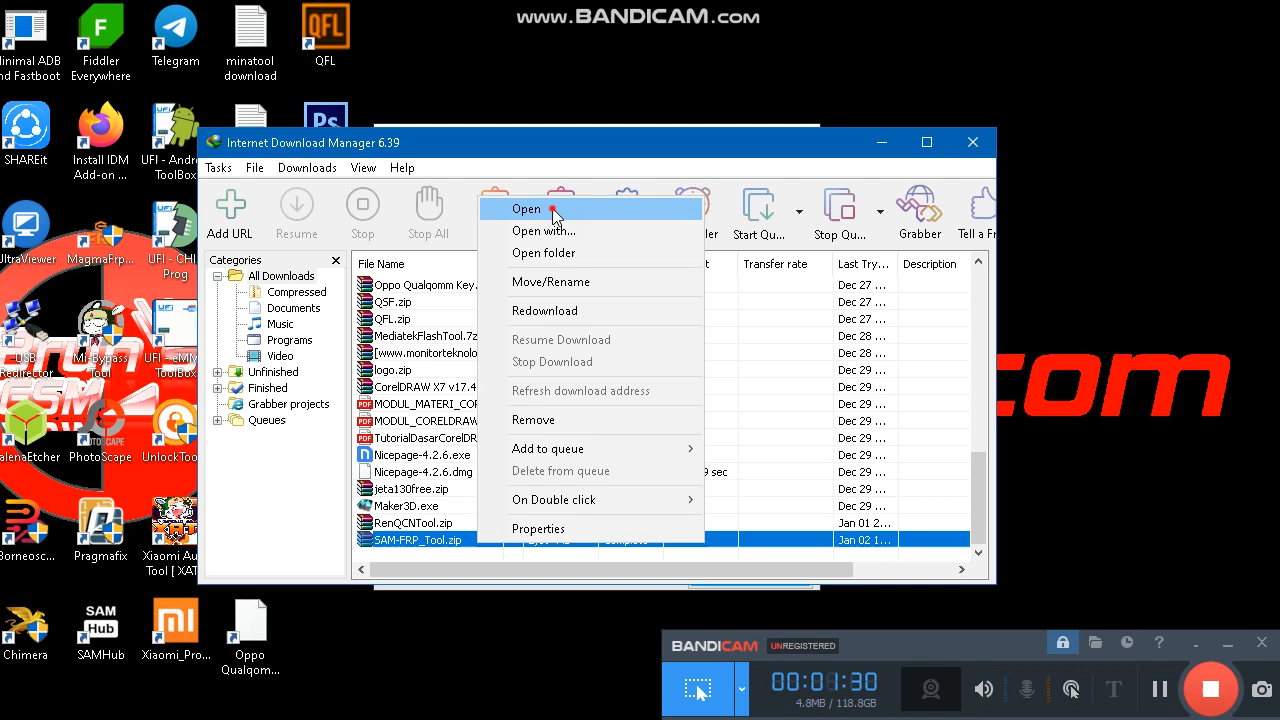 www.BANDICAM.com
inimal ADB
nd Fastboot
Fiddler
Everywhere
Telegram
minatool
download
QFL
QFL
SHAREit
Install IDM
Add-on ...
UFI - Andr
ToolBox
Ps
UltraViewer
MagmaFrp...
UFI - CHI
Prog
USB
Redirector
Mi-Bypass
Tool
UFI - eMM
ToolBox
GSM
.com
alenaEtcher
PhotoScape
UnlockToo
Borneosc...
Pragmafix
Xiaomi Au
Tool [ XAT
Chimera
SAM
Hub
SAMHub
Xiaomi_Pro...
Oppo
Qualqom...
Internet Download Manager 6.39
Tasks File Downloads View Help
Add URL
Resume
Stop
Stop All
Start Qu...
Stop Qu...
Grabber
Tell a Fr
Categories
All Downloads
Compressed
Documents
Music
Programs
Video
Unfinished
Finished
Grabber projects
Queues
File Name Transfer rate Last Try... Description
Oppo Qualqomm Key. Dec 27 ...
QSF.zip Dec 27 ...
QFL.zip Dec 27 ...
MediatekFlashTool.7z Dec 28 ...
[www.monitorteknolo Dec 28 ...
logo.zip Dec 29 ...
CorelDRAW X7 v17.4 Dec 29 ...
MODUL_MATERI_COR Dec 29 ...
MODUL_CORELDRAW Dec 29 ...
TutorialDasarCorelDR Dec 29 ...
Nicepage-4.2.6.exe Dec 29 ...
Nicepage-4.2.6.dmg 9 sec Dec 29 ...
jeta130free.zip Dec 29 ...
Maker3D.exe Dec 29 ...
RenQCNTool.zip Jan 01 2...
SAM-FRP_Tool.zip Jan 02 1...
Open
Open with...
Open folder
Move/Rename
Redownload
Resume Download
Stop Download
Refresh download address
Remove
Add to queue
Delete from queue
On Double click
Properties
BANDICAM UNREGISTERED
00:01:30
4.8MB / 118.8GB